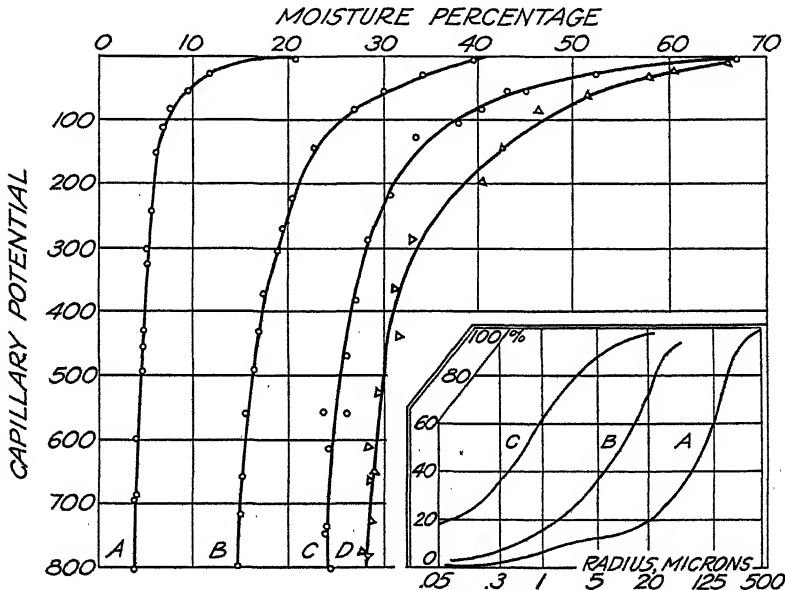 MOISTURE PERCENTAGE
0 10 20 30 40 50 60 70
CAPILLARY POTENTIAL
100
200
300
400
500
600
700
800
A B C D
100 %
80
60
40
20
0
C B A
RADIUS, MICRONS
.05 .3 1 5 20 125 500